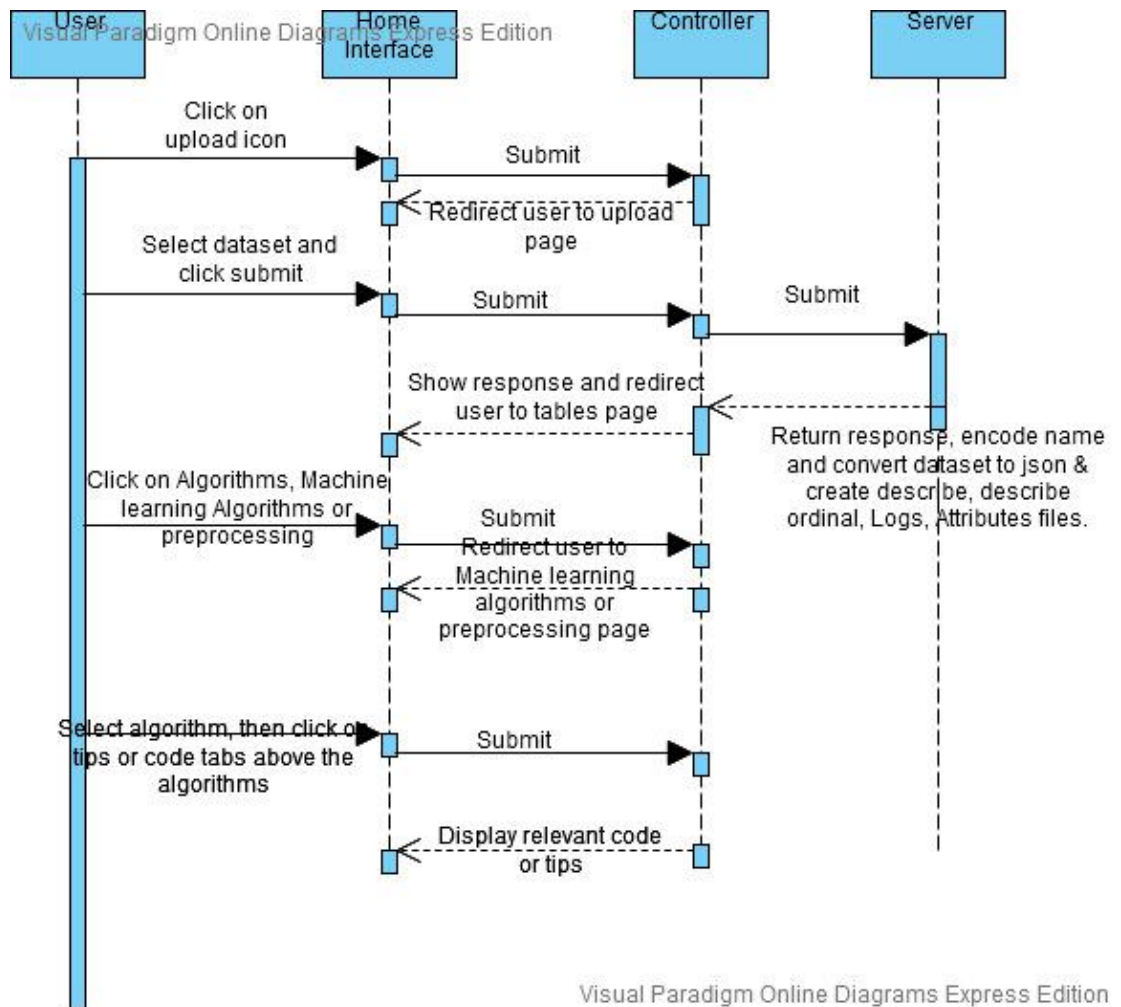 Visual Paradigm Online Diagrams Express Edition
User
Home
Interface
Controller
Server
Click on
upload icon
Submit
Redirect user to upload
page
Select dataset and
click submit
Submit
Submit
Show response and redirect
user to tables page
Return response, encode name
and convert dataset to json &
create describe, describe
ordinal, Logs, Attributes files.
Click on Algorithms, Machine
learning Algorithms or
preprocessing
Submit
Redirect user to
Machine learning
algorithms or
preprocessing page
Select algorithm, then click on
tips or code tabs above the
algorithms
Submit
Display relevant code
or tips
Visual Paradigm Online Diagrams Express Edition